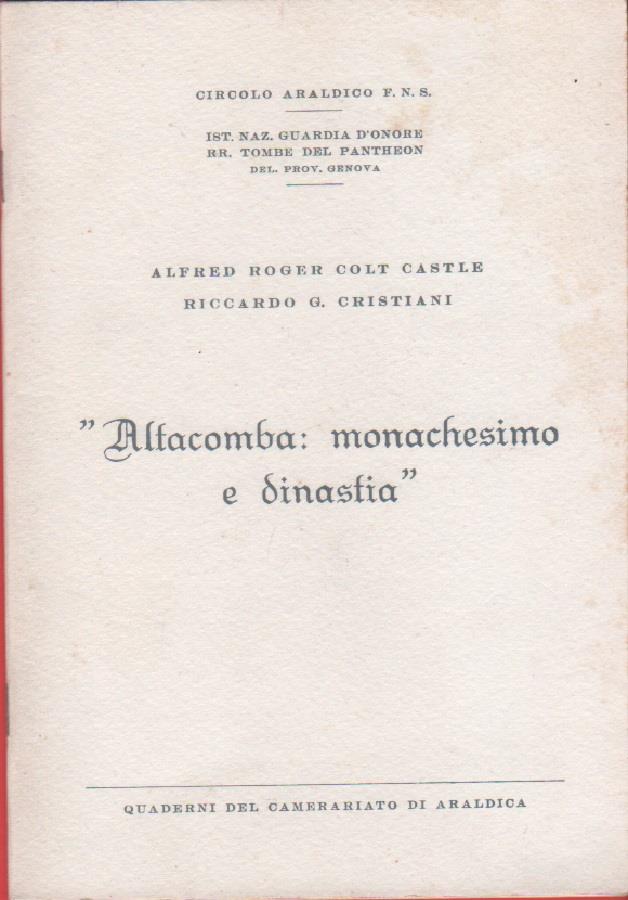 CIRCOLO ARALDICO F. N. S.
IST. NAZ. GUARDIA D'ONORE
RR. TOMBE DEL PANTHEON
DEL. PROV. GENOVA
ALFRED ROGER COLT CASTLE
RICCARDO G. CRISTIANI
"Altacomba: monachesimo
e dinastia"
QUADERNI DEL CAMERARIATO DI ARALDICA